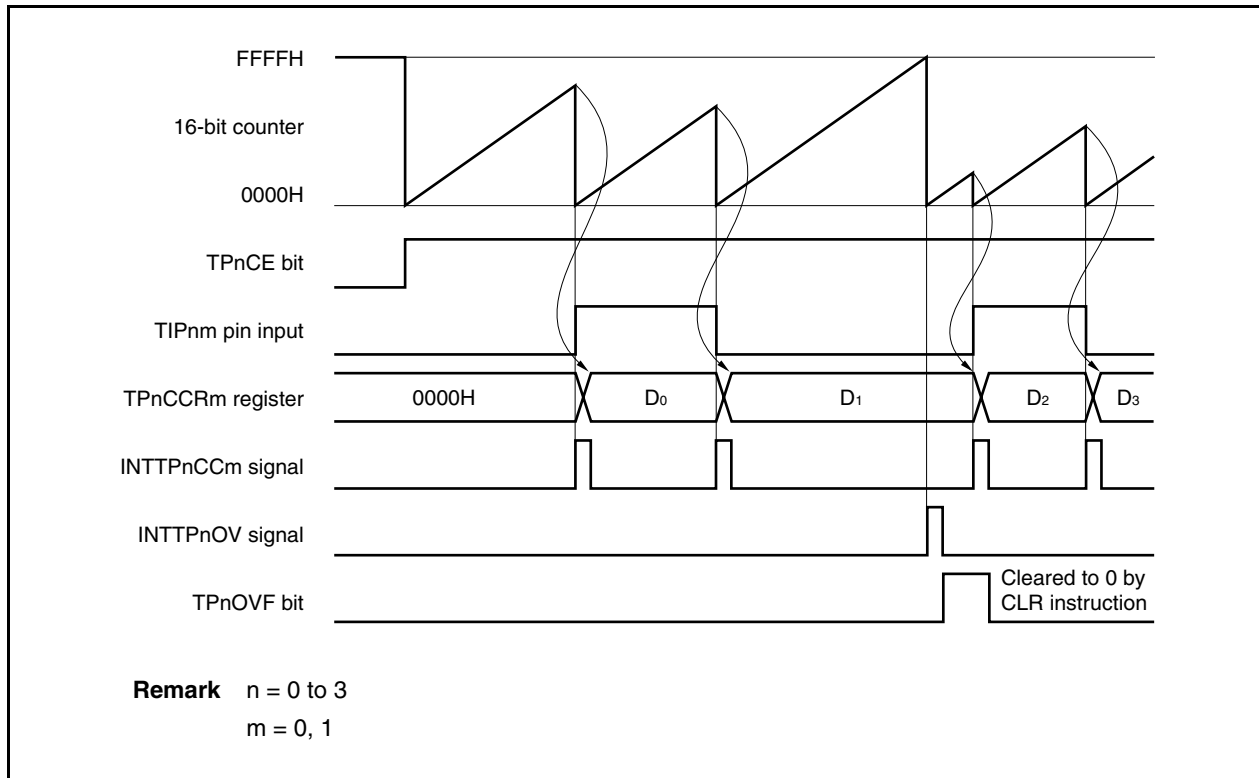 FFFFH
16-bit counter
0000H
TPnCE bit
TIPnm pin input
TPnCCRm register
0000H
D0
D1
D2
D3
INTTPnCCm signal
INTTPnOV signal
TPnOVF bit
Cleared to 0 by
CLR instruction
Remark n = 0 to 3
m = 0, 1